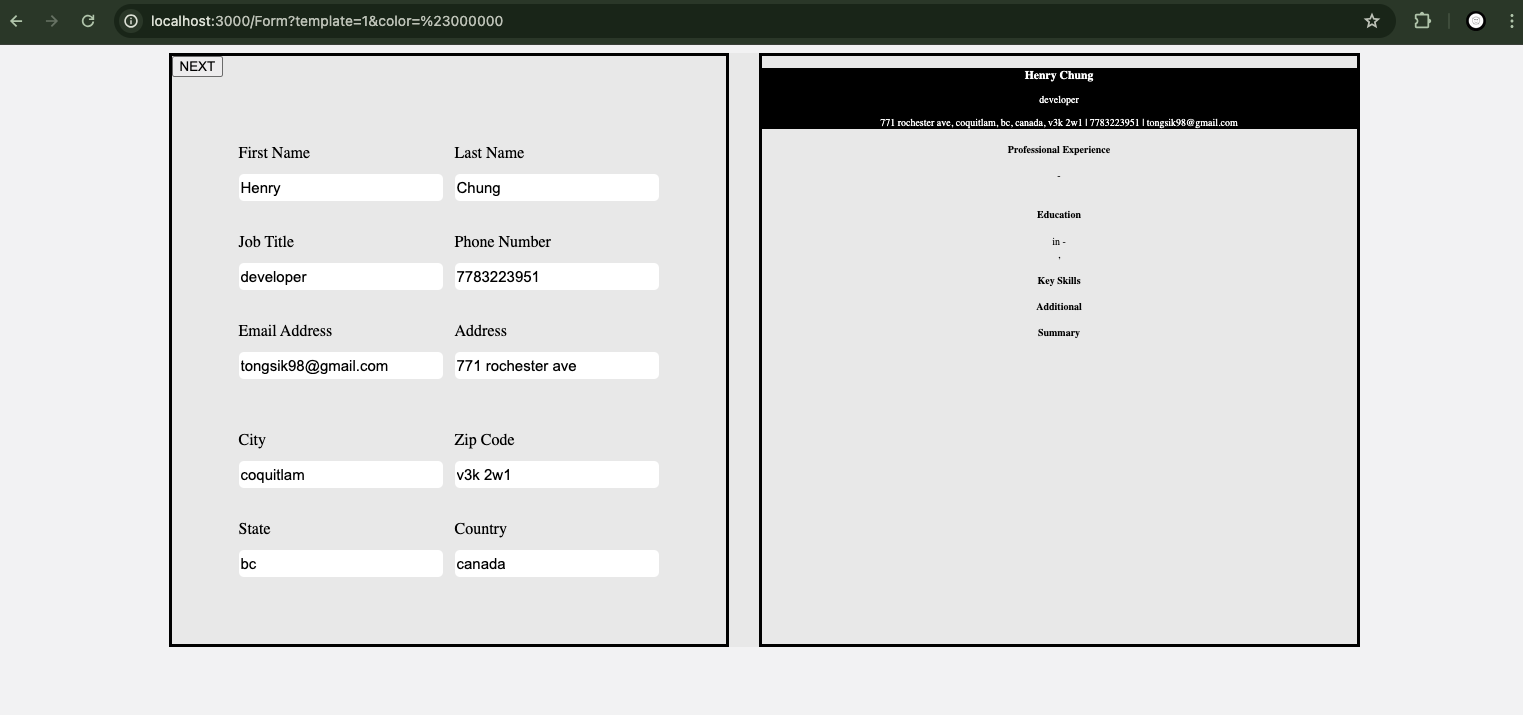 localhost:3000/Form?template=1&color=%23000000
NEXT
First Name Last Name
Henry Chung
Job Title Phone Number
developer 7783223951
Email Address Address
tongsik98@gmail.com 771 rochester ave
City Zip Code
coquitlam v3k 2w1
State Country
bc canada
Henry Chung
developer
771 rochester ave, coquitlam, bc, canada, v3k 2w1 | 7783223951 | tongsik98@gmail.com
Professional Experience
-
Education
in -
,
Key Skills
Additional
Summary